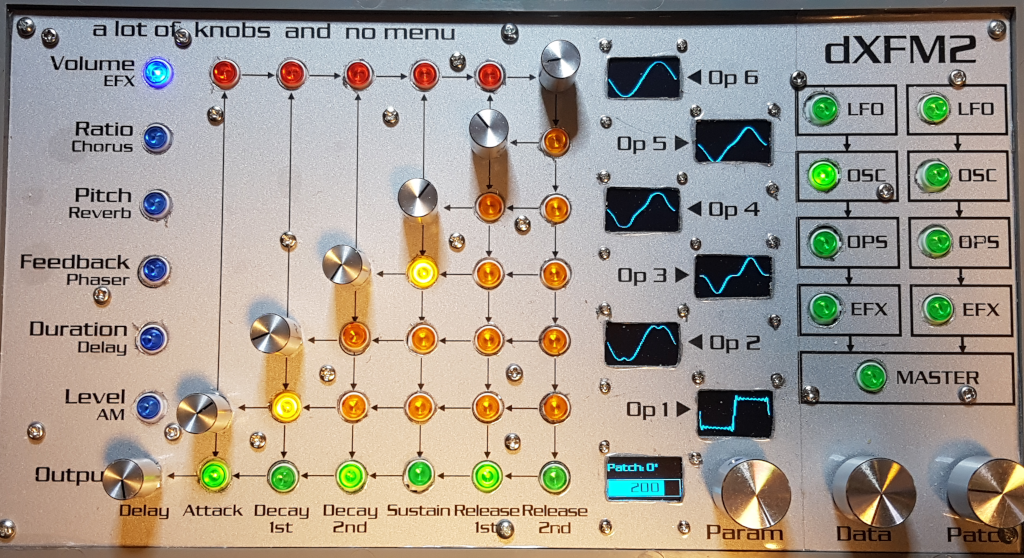 a lot of knobs and no menu
dXFM2
Volume
EFX
Ratio
Chorus
Pitch
Reverb
Feedback
Phaser
Duration
Delay
Level
AM
Output
Delay
Attack
Decay
1st
Decay
2nd
Sustain
Release
1st
Release
2nd
Op 6
Op 5
Op 4
Op 3
Op 2
Op 1
Patch: 0*
200
Param
Data
Patch
LFO
LFO
OSC
OSC
OPS
OPS
EFX
EFX
MASTER